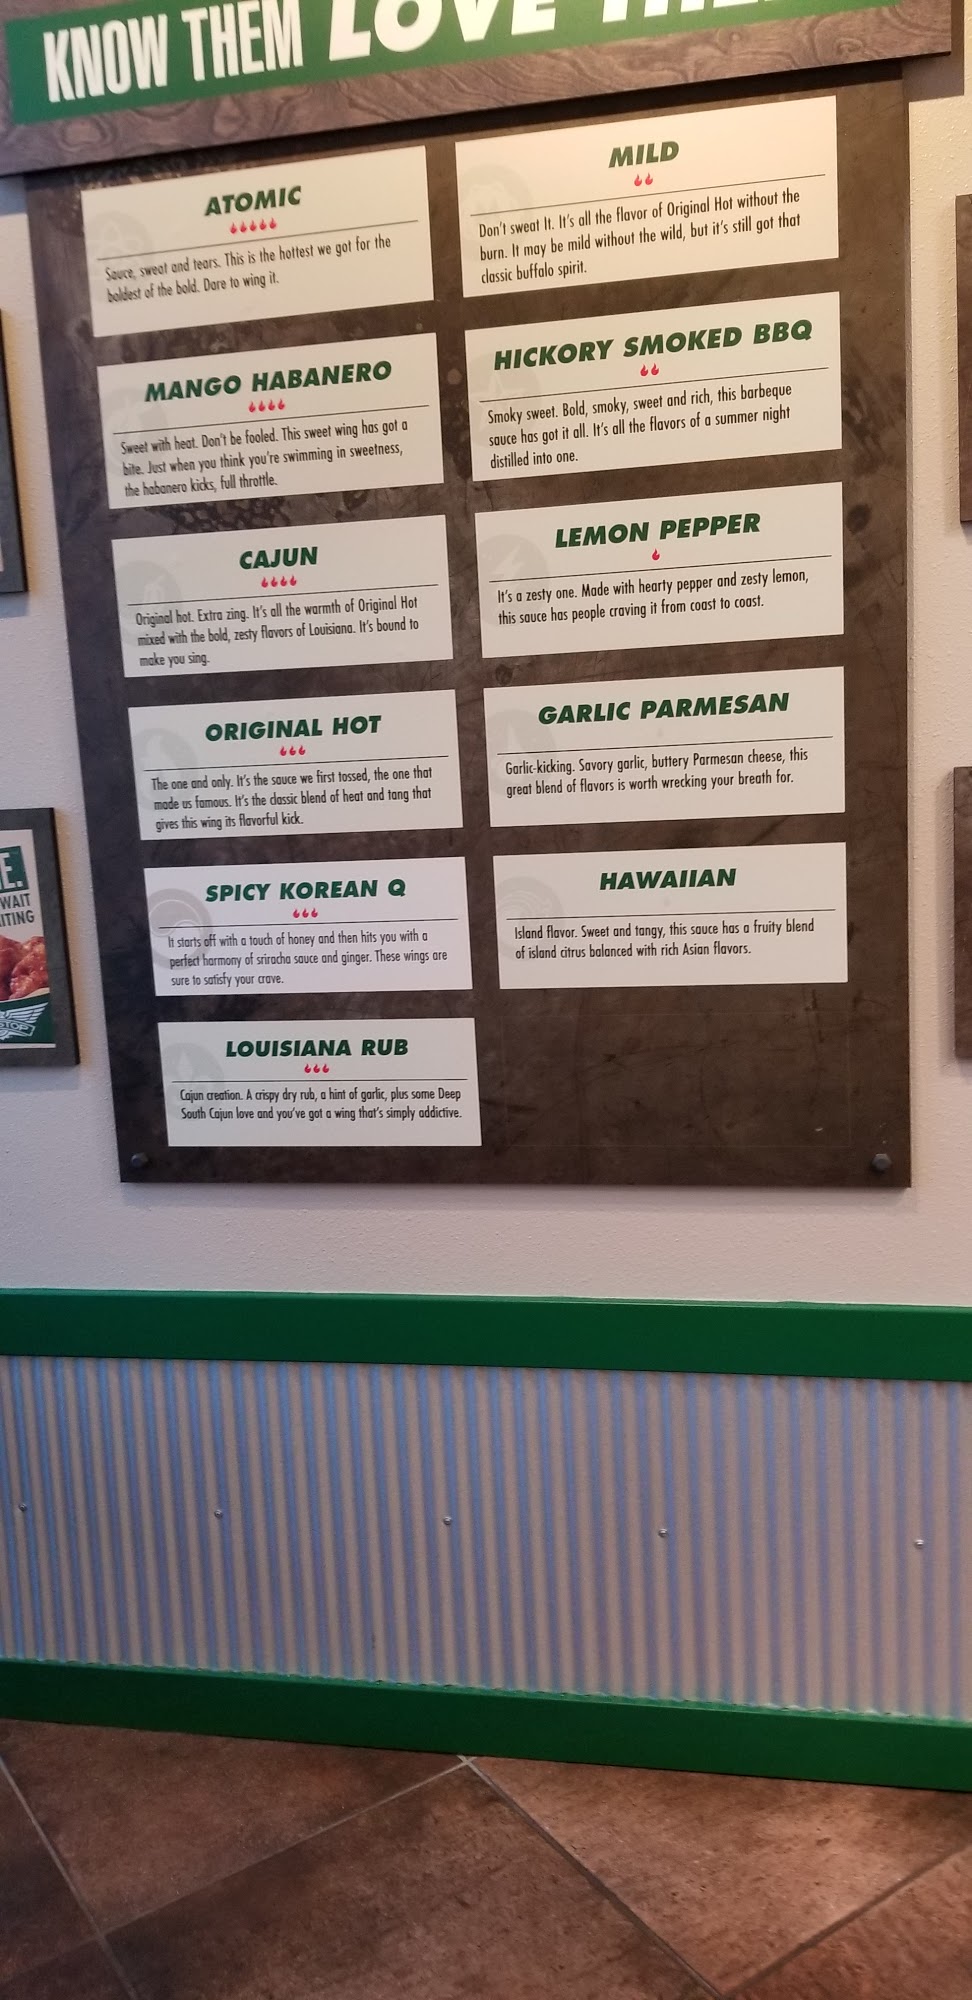 KNOW THEM LOVE
ATOMIC
Sauce, sweat and tears. This is the hottest we got for the
boldest of the bold. Dare to wing it.
MANGO HABANERO
Sweet with heat. Don't be fooled. This sweet wing has got a
bite. Just when you think you're swimming in sweetness,
the habanero kicks, full throttle.
CAJUN
Original hot. Extra zing. It's all the warmth of Original Hot
mixed with the bold, zesty flavors of Louisiana. It's bound to
make you sing.
ORIGINAL HOT
The one and only. It's the sauce we first tossed, the one that
made us famous. It's the classic blend of heat and tang that
gives this wing its flavorful kick.
SPICY KOREAN Q
It starts off with a touch of honey and then hits you with a
perfect harmony of sriracha sauce and ginger. These wings are
sure to satisfy your crave.
LOUISIANA RUB
Cajun creation. A crispy dry rub, a hint of garlic, plus some Deep
South Cajun love and you've got a wing that's simply addictive.
MILD
Don't sweat It. It's all the flavor of Original Hot without the
burn. It may be mild without the wild, but it's still got that
classic buffalo spirit.
HICKORY SMOKED BBQ
Smoky sweet. Bold, smoky, sweet and rich, this barbeque
sauce has got it all. It's all the flavors of a summer night
distilled into one.
LEMON PEPPER
It's a zesty one. Made with hearty pepper and zesty lemon,
this sauce has people craving it from coast to coast.
GARLIC PARMESAN
Garlic-kicking. Savory garlic, buttery Parmesan cheese, this
great blend of flavors is worth wrecking your breath for.
HAWAIIAN
Island flavor. Sweet and tangy, this sauce has a fruity blend
of island citrus balanced with rich Asian flavors.
WAIT